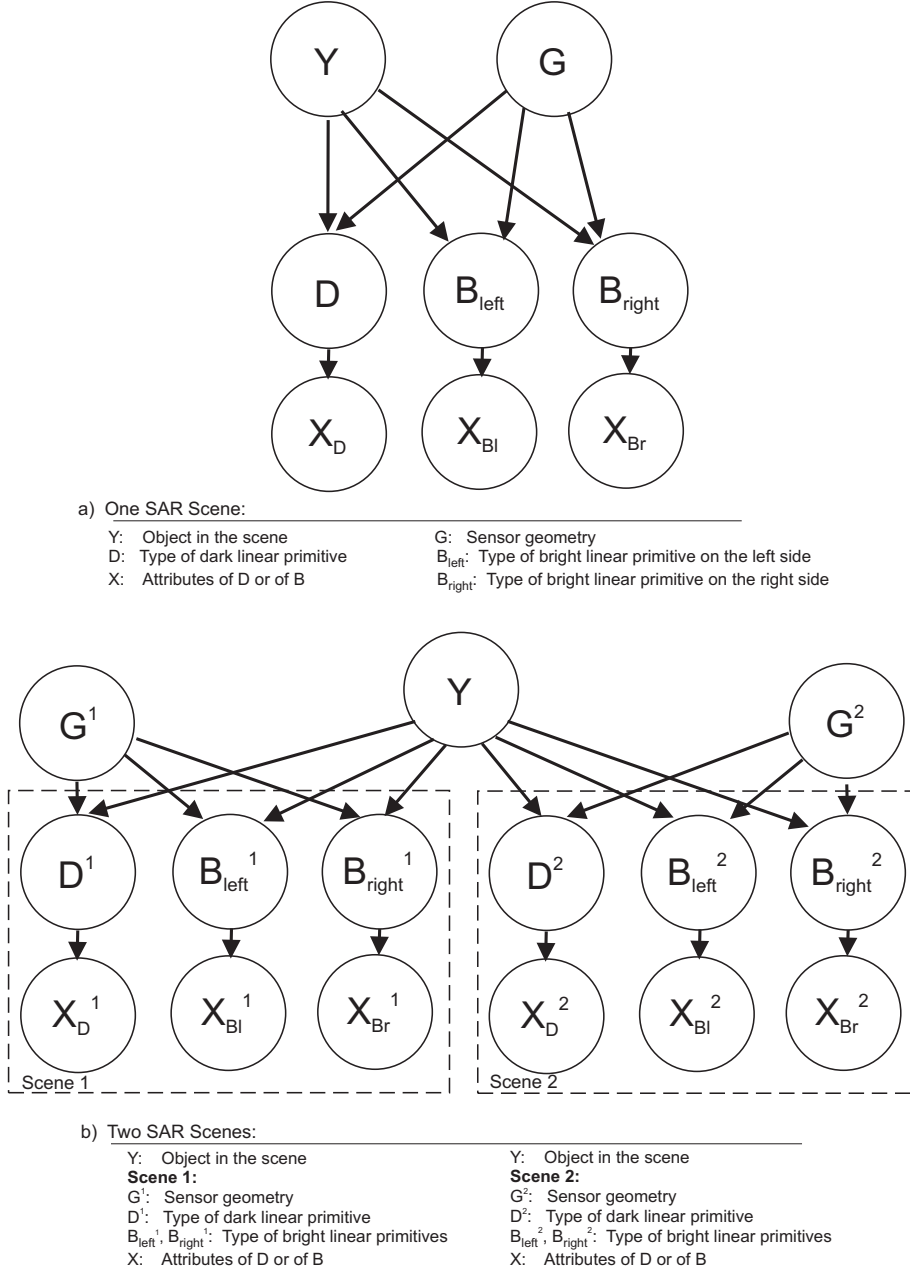 Y G
D B_left B_right
X_D X_Bl X_Br
a) One SAR Scene:
Y: Object in the scene G: Sensor geometry
D: Type of dark linear primitive B_left: Type of bright linear primitive on the left side
X: Attributes of D or of B B_right: Type of bright linear primitive on the right side
G^1 Y G^2
D^1 B_left^1 B_right^1 D^2 B_left^2 B_right^2
X_D^1 X_Bl^1 X_Br^1 X_D^2 X_Bl^2 X_Br^2
Scene 1 Scene 2
b) Two SAR Scenes:
Y: Object in the scene Y: Object in the scene
Scene 1: Scene 2:
G^1: Sensor geometry G^2: Sensor geometry
D^1: Type of dark linear primitive D^2: Type of dark linear primitive
B_left^1, B_right^1: Type of bright linear primitives B_left^2, B_right^2: Type of bright linear primitives
X: Attributes of D or of B X: Attributes of D or of B